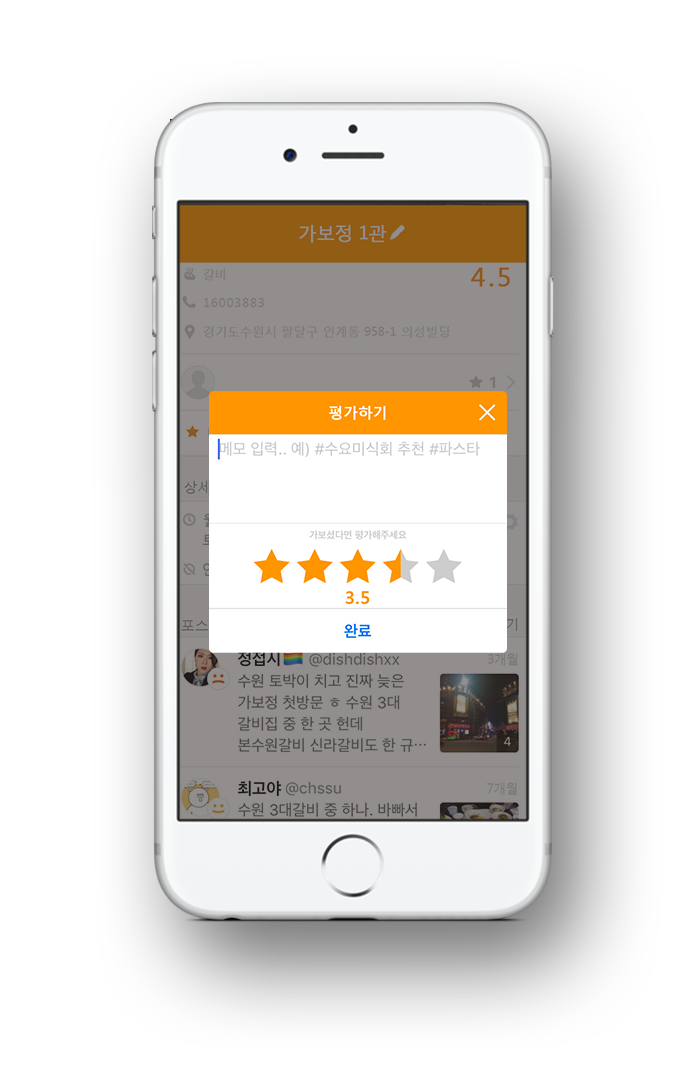 가보정 1관
갈비
4.5
16003883
경기도수원시 팔달구 인계동 958-1 의성빌딩
1
평가하기
메모 입력.. 예) #수요미식회 추천 #파스타
가보셨다면 평가해주세요
3.5
완료
정접시🏳️‍🌈 @dishdishxx 3개월
수원 토박이 치고 진짜 늦은
가보정 첫방문 ㅎ 수원 3대
갈비집 중 한 곳 헌데
본수원갈비 신라갈비도 한 규…
4
최고야 @chssu 7개월
수원 3대갈비 중 하나. 바빠서